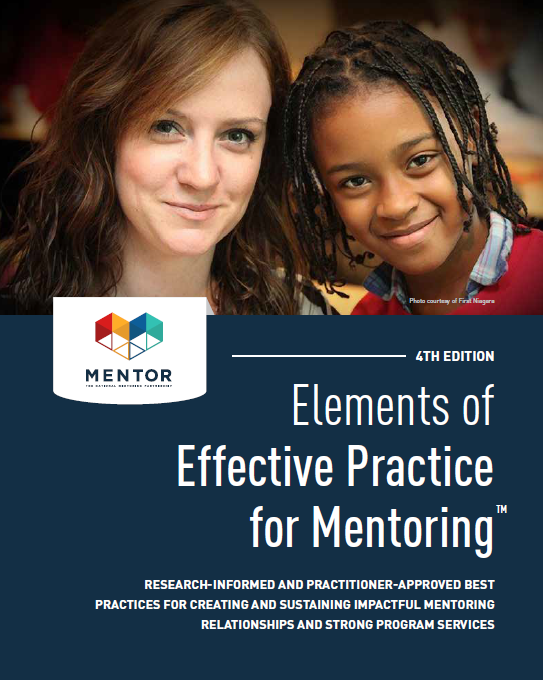 Photo courtesy of First Niagara
MENTOR
THE NATIONAL MENTORING PARTNERSHIP
4TH EDITION
Elements of
Effective Practice
for Mentoring™
RESEARCH-INFORMED AND PRACTITIONER-APPROVED BEST
PRACTICES FOR CREATING AND SUSTAINING IMPACTFUL MENTORING
RELATIONSHIPS AND STRONG PROGRAM SERVICES